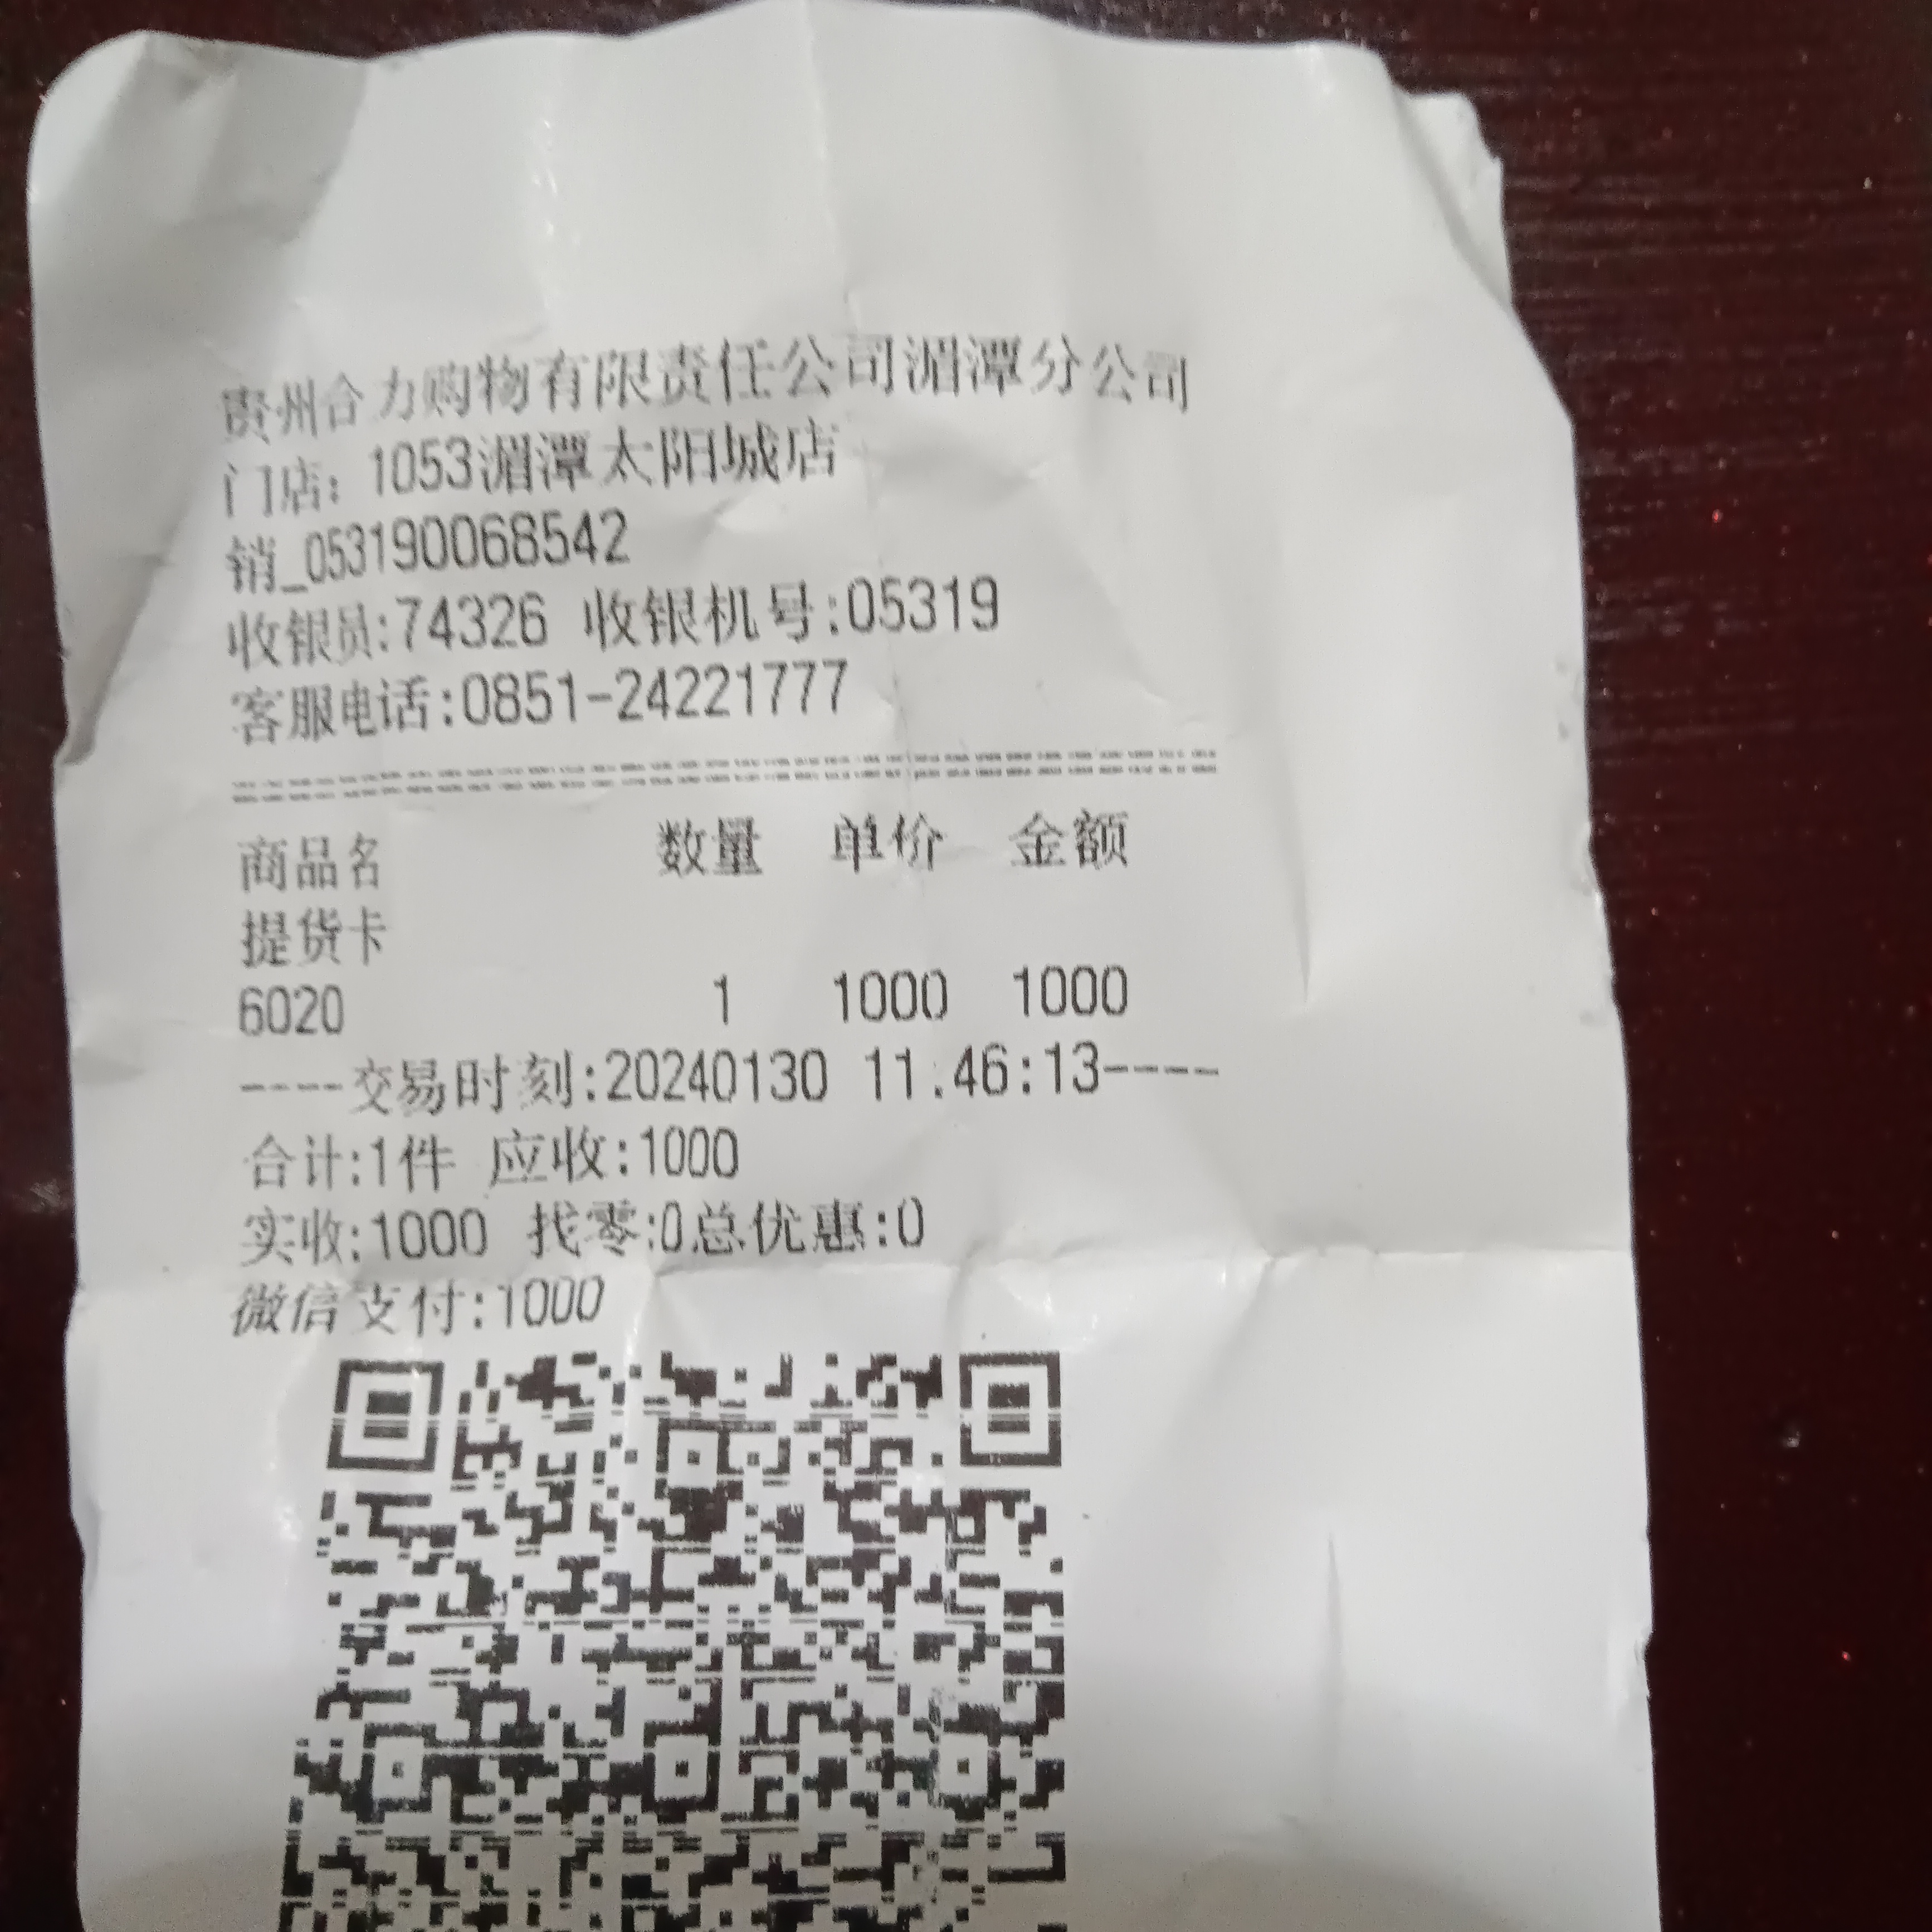 贵州合力购物有限责任公司湄潭分公司
门店：1053湄潭太阳城店
销_053190068542
收银员:74326 收银机号:05319
客服电话:0851-24221777
商品名 数量 单价 金额
提货卡
6020 1 1000 1000
----交易时刻:20240130 11:46:13----
合计:1件 应收:1000
实收:1000 找零:0总优惠:0
微信支付:1000